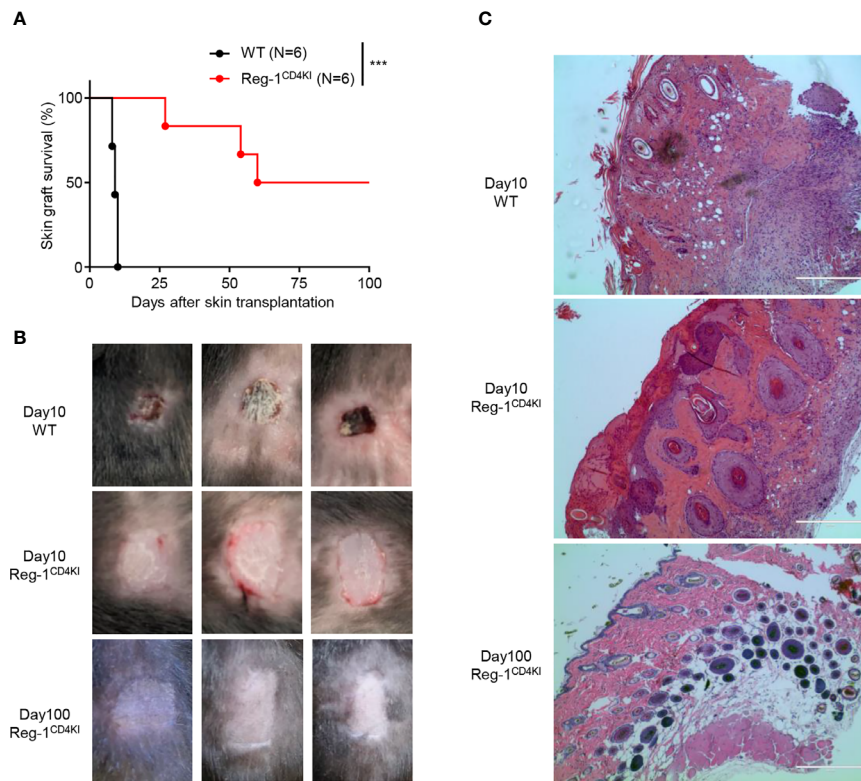 A
WT (N=6)
Reg-1CD4KI (N=6)
***
Skin graft survival (%)
100
50
0
0
25
50
75
100
Days after skin transplantation
B
Day10
WT
Day10
Reg-1CD4KI
Day100
Reg-1CD4KI
C
Day10
WT
Day10
Reg-1CD4KI
Day100
Reg-1CD4KI